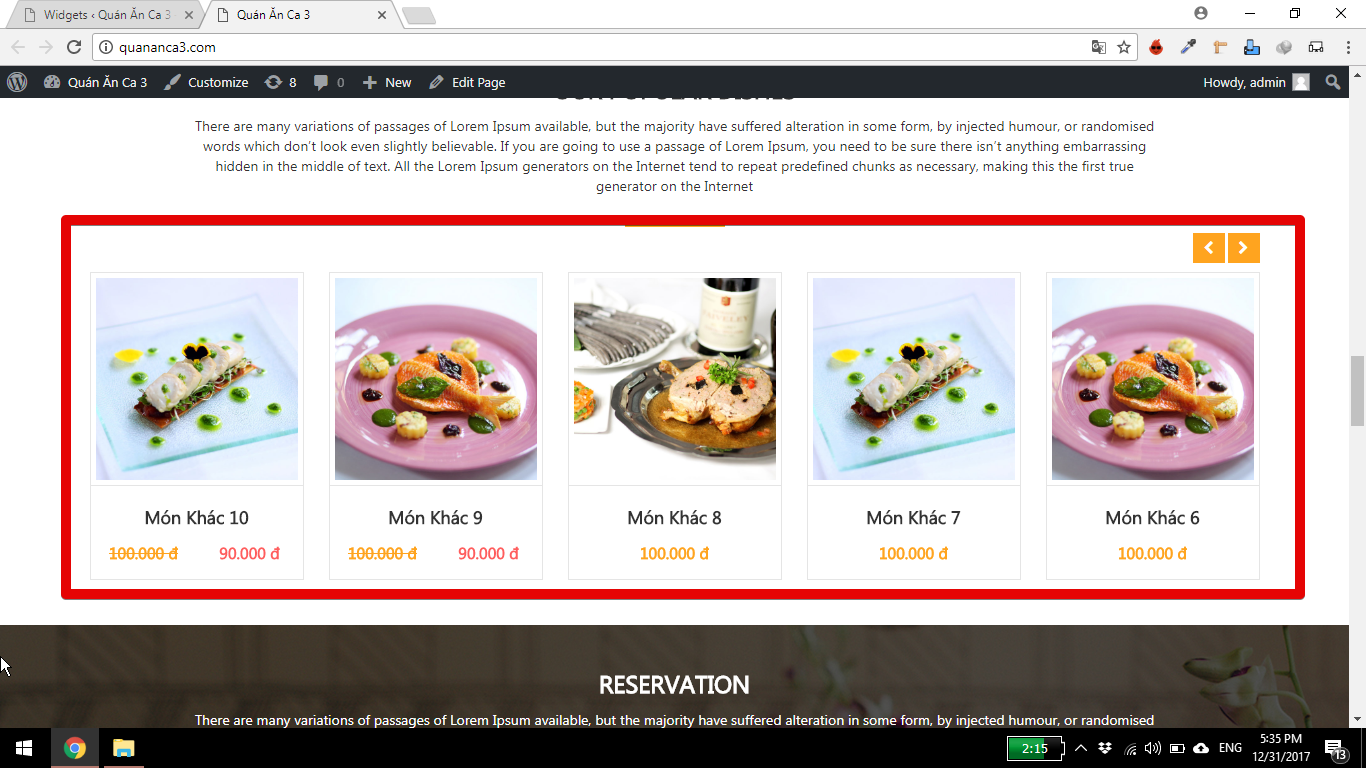 Widgets ‹ Quán Ăn Ca 3
Quán Ăn Ca 3
quananca3.com
Quán Ăn Ca 3
Customize
8
0
New
Edit Page
Howdy, admin
There are many variations of passages of Lorem Ipsum available, but the majority have suffered alteration in some form, by injected humour, or randomised
words which don't look even slightly believable. If you are going to use a passage of Lorem Ipsum, you need to be sure there isn't anything embarrassing
hidden in the middle of text. All the Lorem Ipsum generators on the Internet tend to repeat predefined chunks as necessary, making this the first true
generator on the Internet
Món Khác 10
Món Khác 9
Món Khác 8
Món Khác 7
Món Khác 6
100.000 đ 90.000 đ
100.000 đ 90.000 đ
100.000 đ
100.000 đ
100.000 đ
RESERVATION
There are many variations of passages of Lorem Ipsum available, but the majority have suffered alteration in some form, by injected humour, or randomised
2:15
ENG
5:35 PM
12/31/2017
13